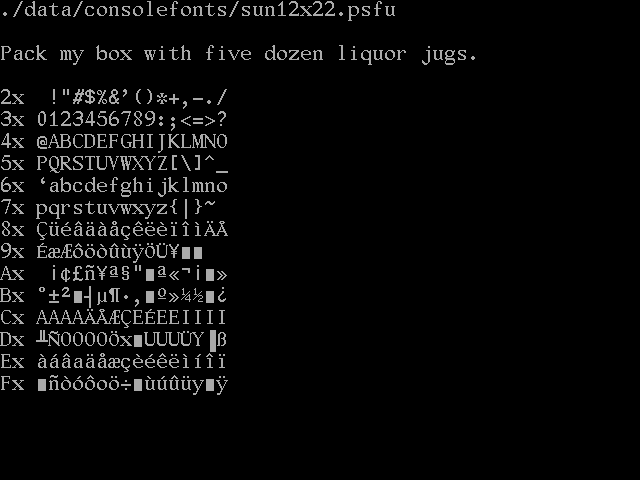 ./data/consolefonts/sun12x22.psfu
Pack my box with five dozen liquor jugs.
2x  !"#$%&'()*+,-./
3x 0123456789:;<=>?
4x @ABCDEFGHIJKLMNO
5x PQRSTUVWXYZ[\]^_
6x ‘abcdefghijklmno
7x pqrstuvwxyz{|}~
8x ÇüéâäàåçêëèïîìÄÅ
9x ÉæÆôöòûùÿÖÜ¥■■
Ax  ¡¢£ñ¥ª§"■ª«¬¡■»
Bx °±²■┤µ¶·,■º»¼½■¿
Cx AAAAÄÅÆÇEÉEEIIII
Dx ╨ÑOOOOÖx■UUUÜY▐ß
Ex àáâaäåæçèéêëìíîï
Fx ■ñòóôoö÷■ùúûüy■ÿ